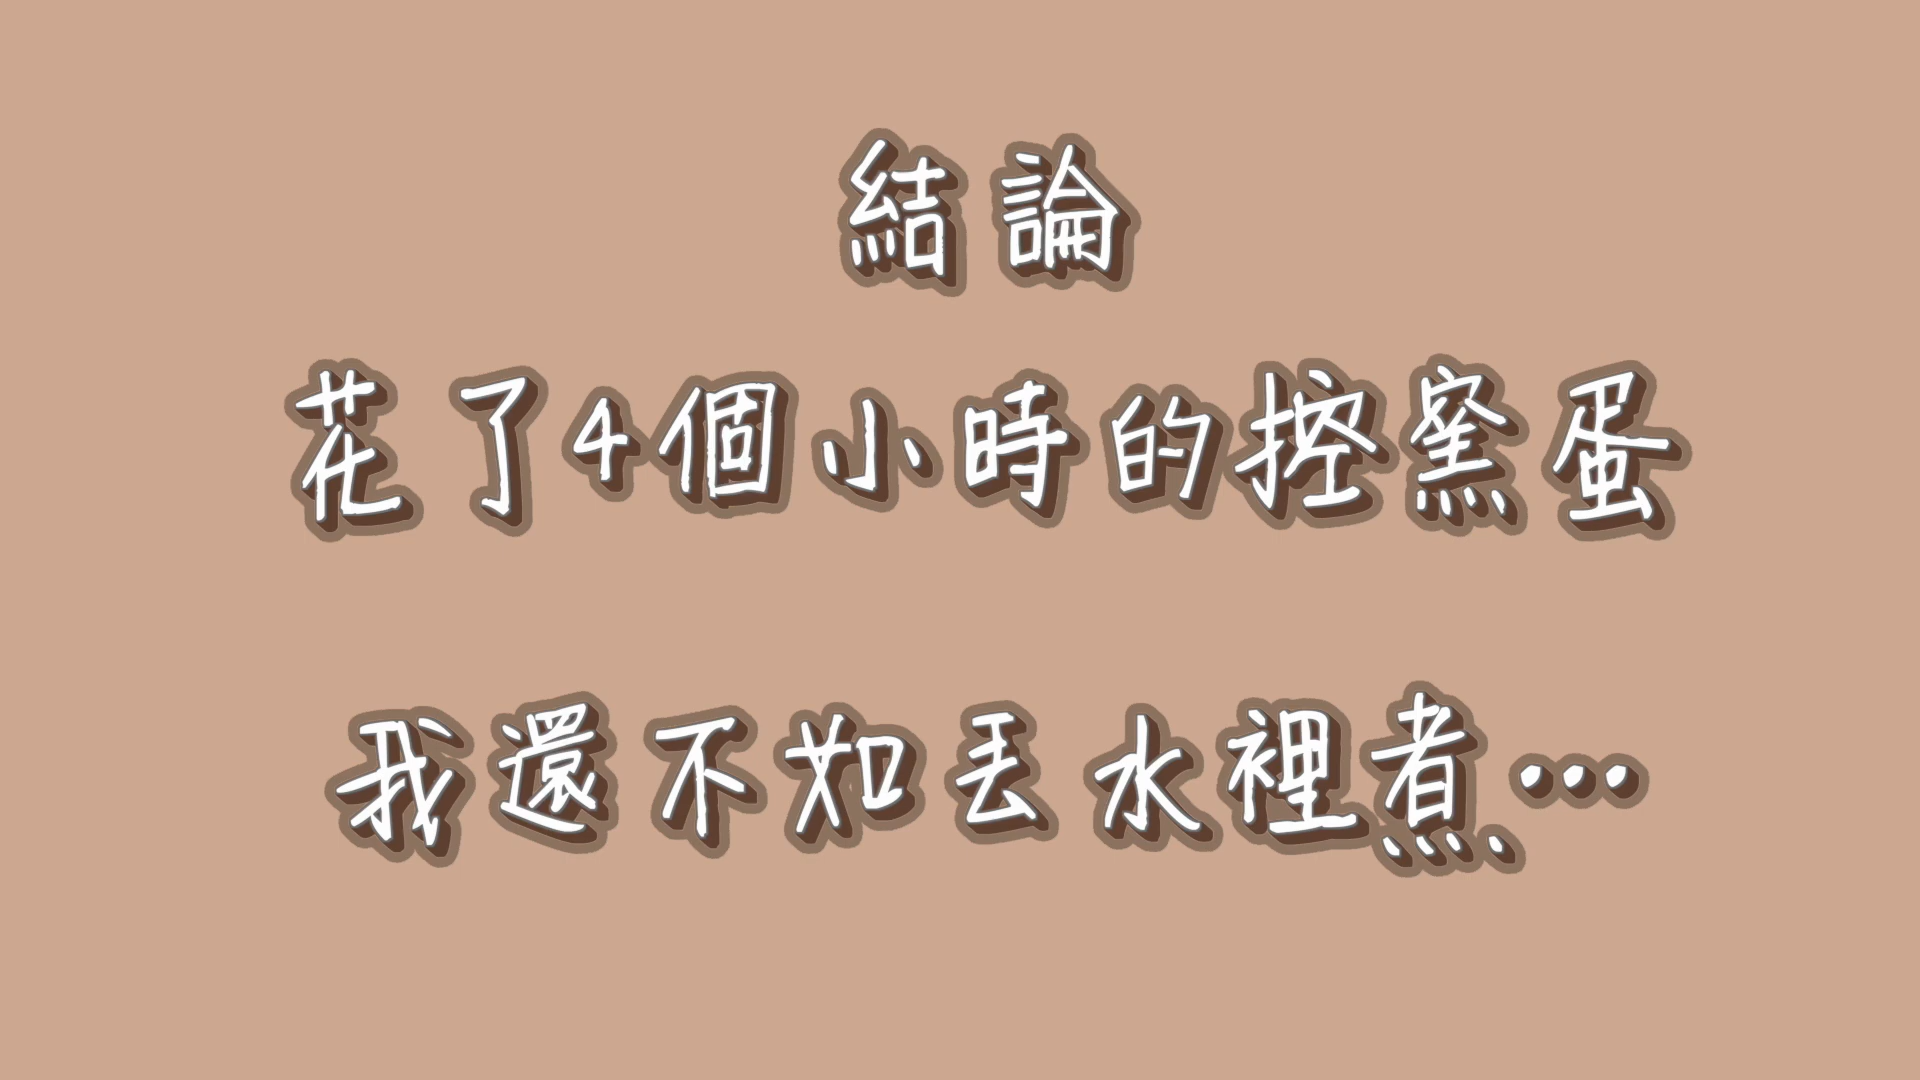 結論
花了4個小時的控窯蛋
我還不如丟水裡煮…